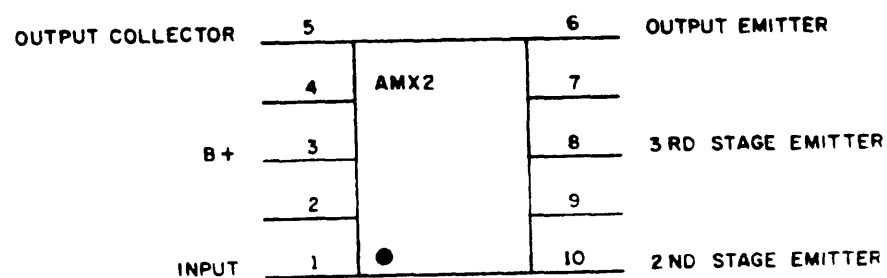 OUTPUT COLLECTOR 5 6 OUTPUT EMITTER
4 AMX2 7
B+ 3 8 3RD STAGE EMITTER
2 9
INPUT 1 10 2ND STAGE EMITTER